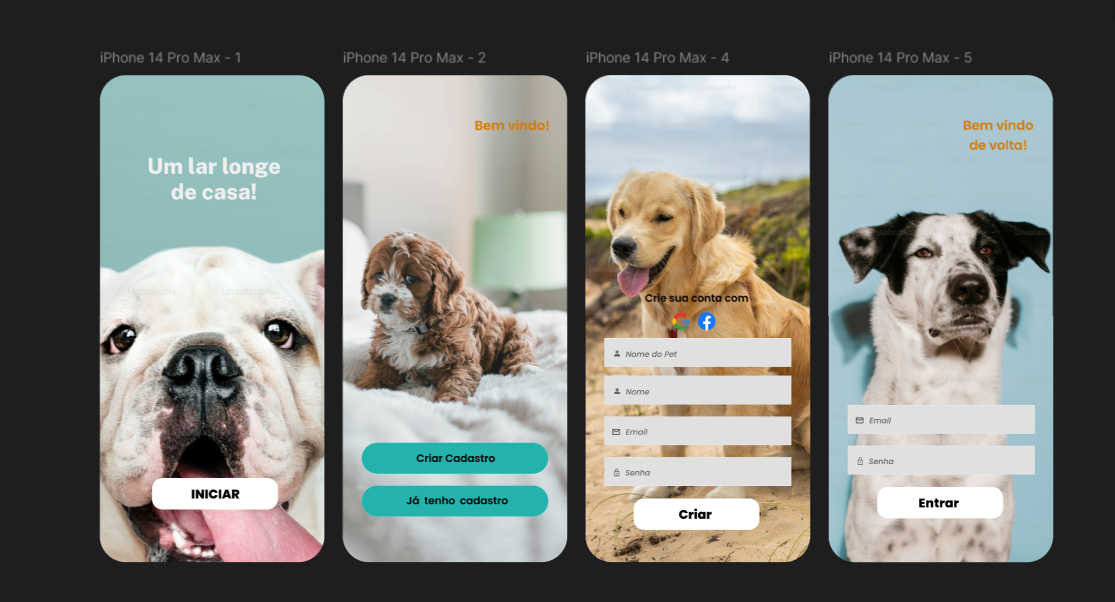 iPhone 14 Pro Max - 1
Um lar longe
de casa!
INICIAR
iPhone 14 Pro Max - 2
Bem vindo!
Criar Cadastro
Já tenho cadastro
iPhone 14 Pro Max - 4
Crie sua conta com
Nome do Pet
Nome
Email
Senha
Criar
iPhone 14 Pro Max - 5
Bem vindo
de volta!
Email
Senha
Entrar